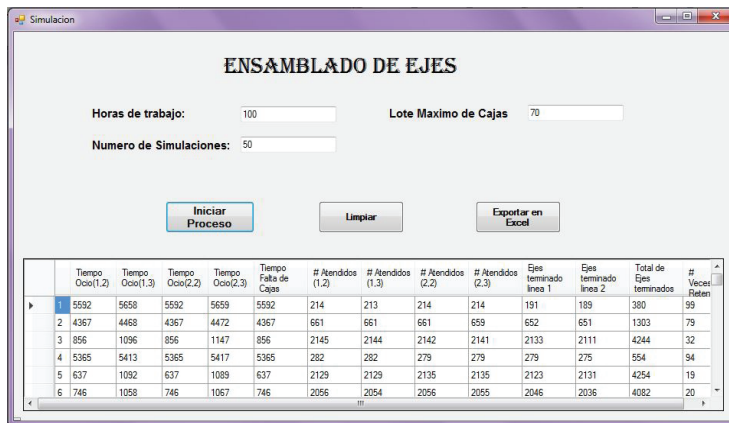 Simulacion
ENSAMBLADO DE EJES
Horas de trabajo: 100 Lote Maximo de Cajas 70
Numero de Simulaciones: 50
Iniciar Proceso Limpiar Exportar en Excel
Tiempo Ocio(1,2) Tiempo Ocio(1,3) Tiempo Ocio(2,2) Tiempo Ocio(2,3) Tiempo Falta de Cajas # Atendidos (1,2) # Atendidos (1,3) # Atendidos (2,2) # Atendidos (2,3) Ejes terminado linea 1 Ejes terminado linea 2 Total de Ejes terminados # Veces Reten
1 5592 5658 5592 5659 5592 214 213 214 214 191 189 380 99
2 4367 4468 4367 4472 4367 661 661 661 659 652 651 1303 79
3 856 1096 856 1147 856 2145 2144 2142 2141 2133 2111 4244 32
4 5365 5413 5365 5417 5365 282 282 279 279 279 275 554 94
5 637 1092 637 1089 637 2129 2129 2135 2135 2123 2131 4254 19
6 746 1058 746 1067 746 2056 2054 2056 2055 2046 2036 4082 20